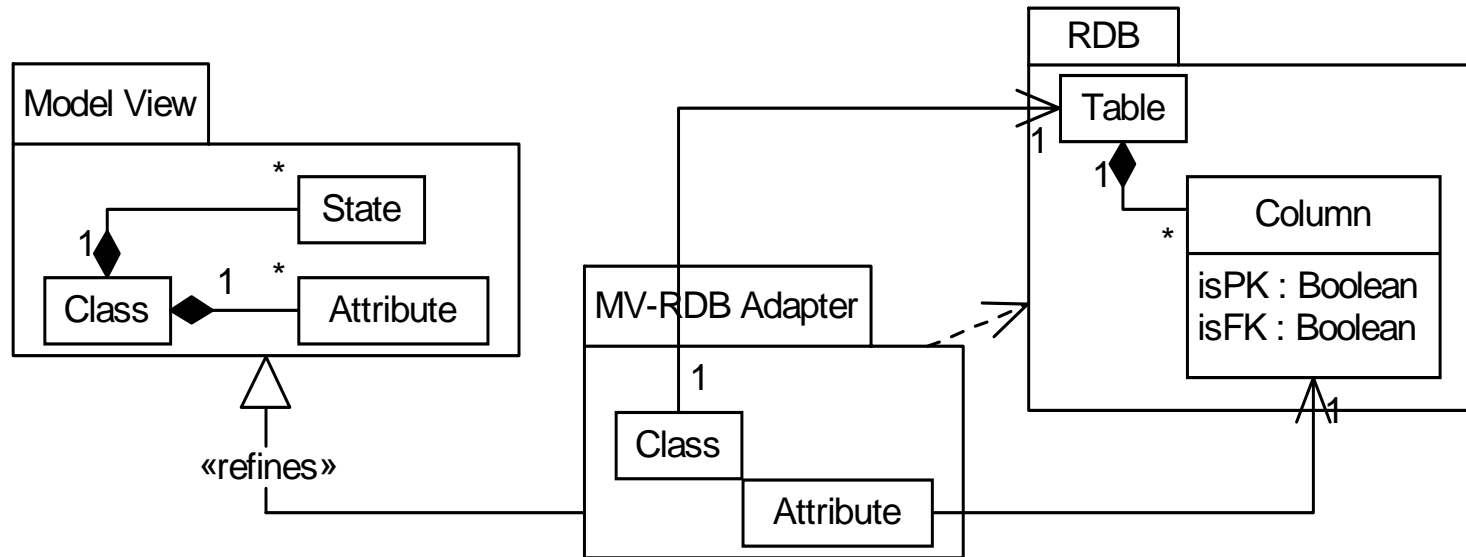 Model View
*
State
1
Class
1
*
Attribute
«refines»
MV-RDB Adapter
1
Class
Attribute
RDB
Table
1
1
*
Column
isPK : Boolean
isFK : Boolean
1